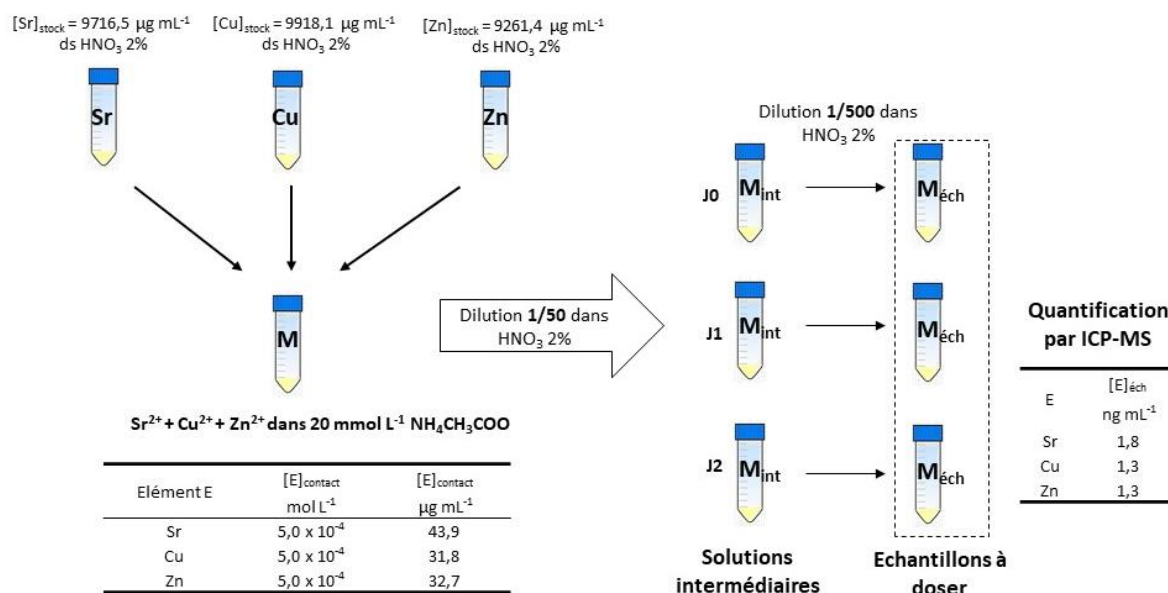 [Sr]stock = 9716,5 µg mL-1
ds HNO3 2%
[Cu]stock = 9918,1 µg mL-1
ds HNO3 2%
[Zn]stock = 9261,4 µg mL-1
ds HNO3 2%
Sr
Cu
Zn
M
Sr2+ + Cu2+ + Zn2+ dans 20 mmol L-1 NH4CH3COO
Elément E [E]contact [E]contact
mol L-1 µg mL-1
Sr 5,0 x 10-4 43,9
Cu 5,0 x 10-4 31,8
Zn 5,0 x 10-4 32,7
Dilution 1/50 dans
HNO3 2%
Dilution 1/500 dans
HNO3 2%
J0 Mint Méch
J1 Mint Méch
J2 Mint Méch
Solutions
intermédiaires
Echantillons à
doser
Quantification
par ICP-MS
E [E]éch
ng mL-1
Sr 1,8
Cu 1,3
Zn 1,3